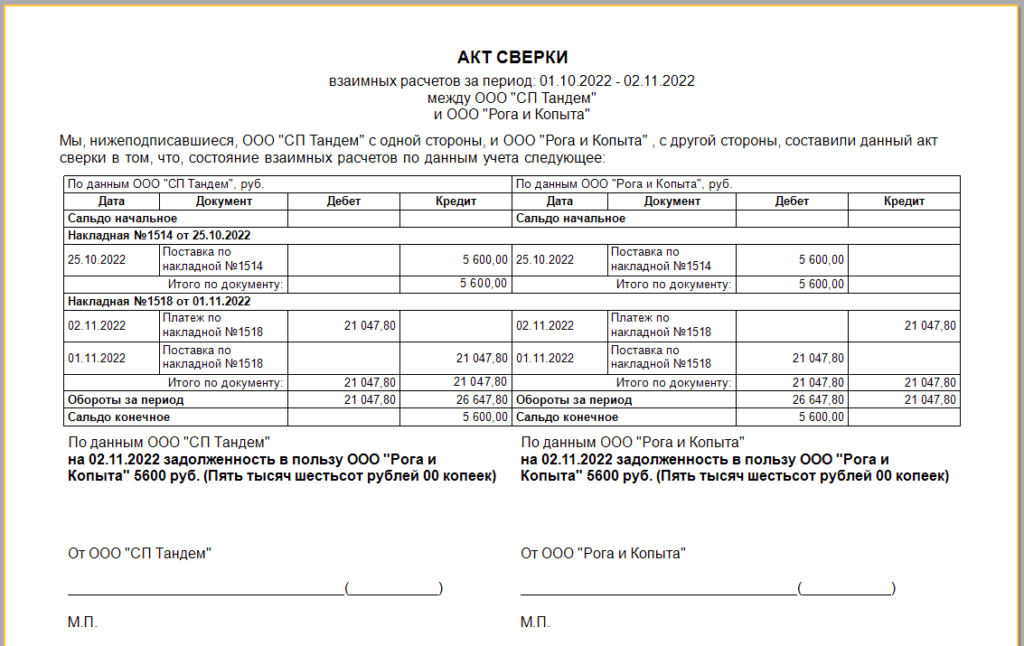 АКТ СВЕРКИ
взаимных расчетов за период: 01.10.2022 - 02.11.2022
между ООО "СП Тандем"
и ООО "Рога и Копыта"
Мы, нижеподписавшиеся, ООО "СП Тандем" с одной стороны, и ООО "Рога и Копыта" , с другой стороны, составили данный акт
сверки в том, что, состояние взаимных расчетов по данным учета следующее:
По данным ООО "СП Тандем", руб. По данным ООО "Рога и Копыта", руб.
Дата Документ Дебет Кредит Дата Документ Дебет Кредит
Сальдо начальное Сальдо начальное
Накладная №1514 от 25.10.2022
25.10.2022 Поставка по накладной №1514 5 600,00 25.10.2022 Поставка по накладной №1514 5 600,00
Итого по документу: 5 600,00 Итого по документу: 5 600,00
Накладная №1518 от 01.11.2022
02.11.2022 Платеж по накладной №1518 21 047,80 02.11.2022 Платеж по накладной №1518 21 047,80
01.11.2022 Поставка по накладной №1518 21 047,80 01.11.2022 Поставка по накладной №1518 21 047,80
Итого по документу: 21 047,80 21 047,80 Итого по документу: 21 047,80 21 047,80
Обороты за период 21 047,80 26 647,80 Обороты за период 26 647,80 21 047,80
Сальдо конечное 5 600,00 Сальдо конечное 5 600,00
По данным ООО "СП Тандем"
на 02.11.2022 задолженность в пользу ООО "Рога и
Копыта" 5600 руб. (Пять тысяч шестьсот рублей 00 копеек)
По данным ООО "Рога и Копыта"
на 02.11.2022 задолженность в пользу ООО "Рога и
Копыта" 5600 руб. (Пять тысяч шестьсот рублей 00 копеек)
От ООО "СП Тандем"
(____________)
М.П.
От ООО "Рога и Копыта"
(____________)
М.П.